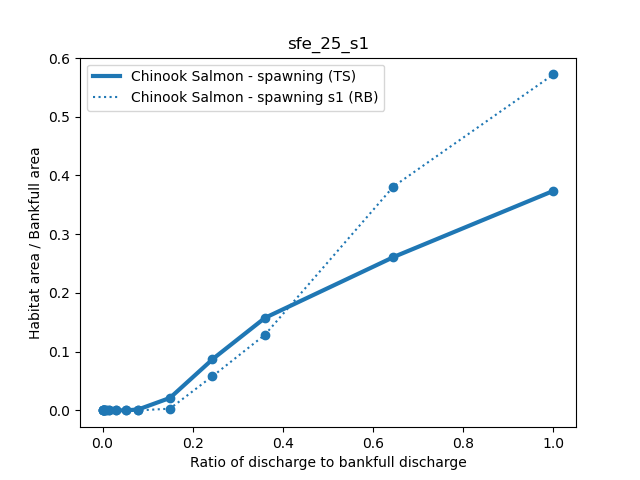 sfe_25_s1
Chinook Salmon - spawning (TS)
Chinook Salmon - spawning s1 (RB)
Habitat area / Bankfull area
0.6
0.5
0.4
0.3
0.2
0.1
0.0
0.0 0.2 0.4 0.6 0.8 1.0
Ratio of discharge to bankfull discharge